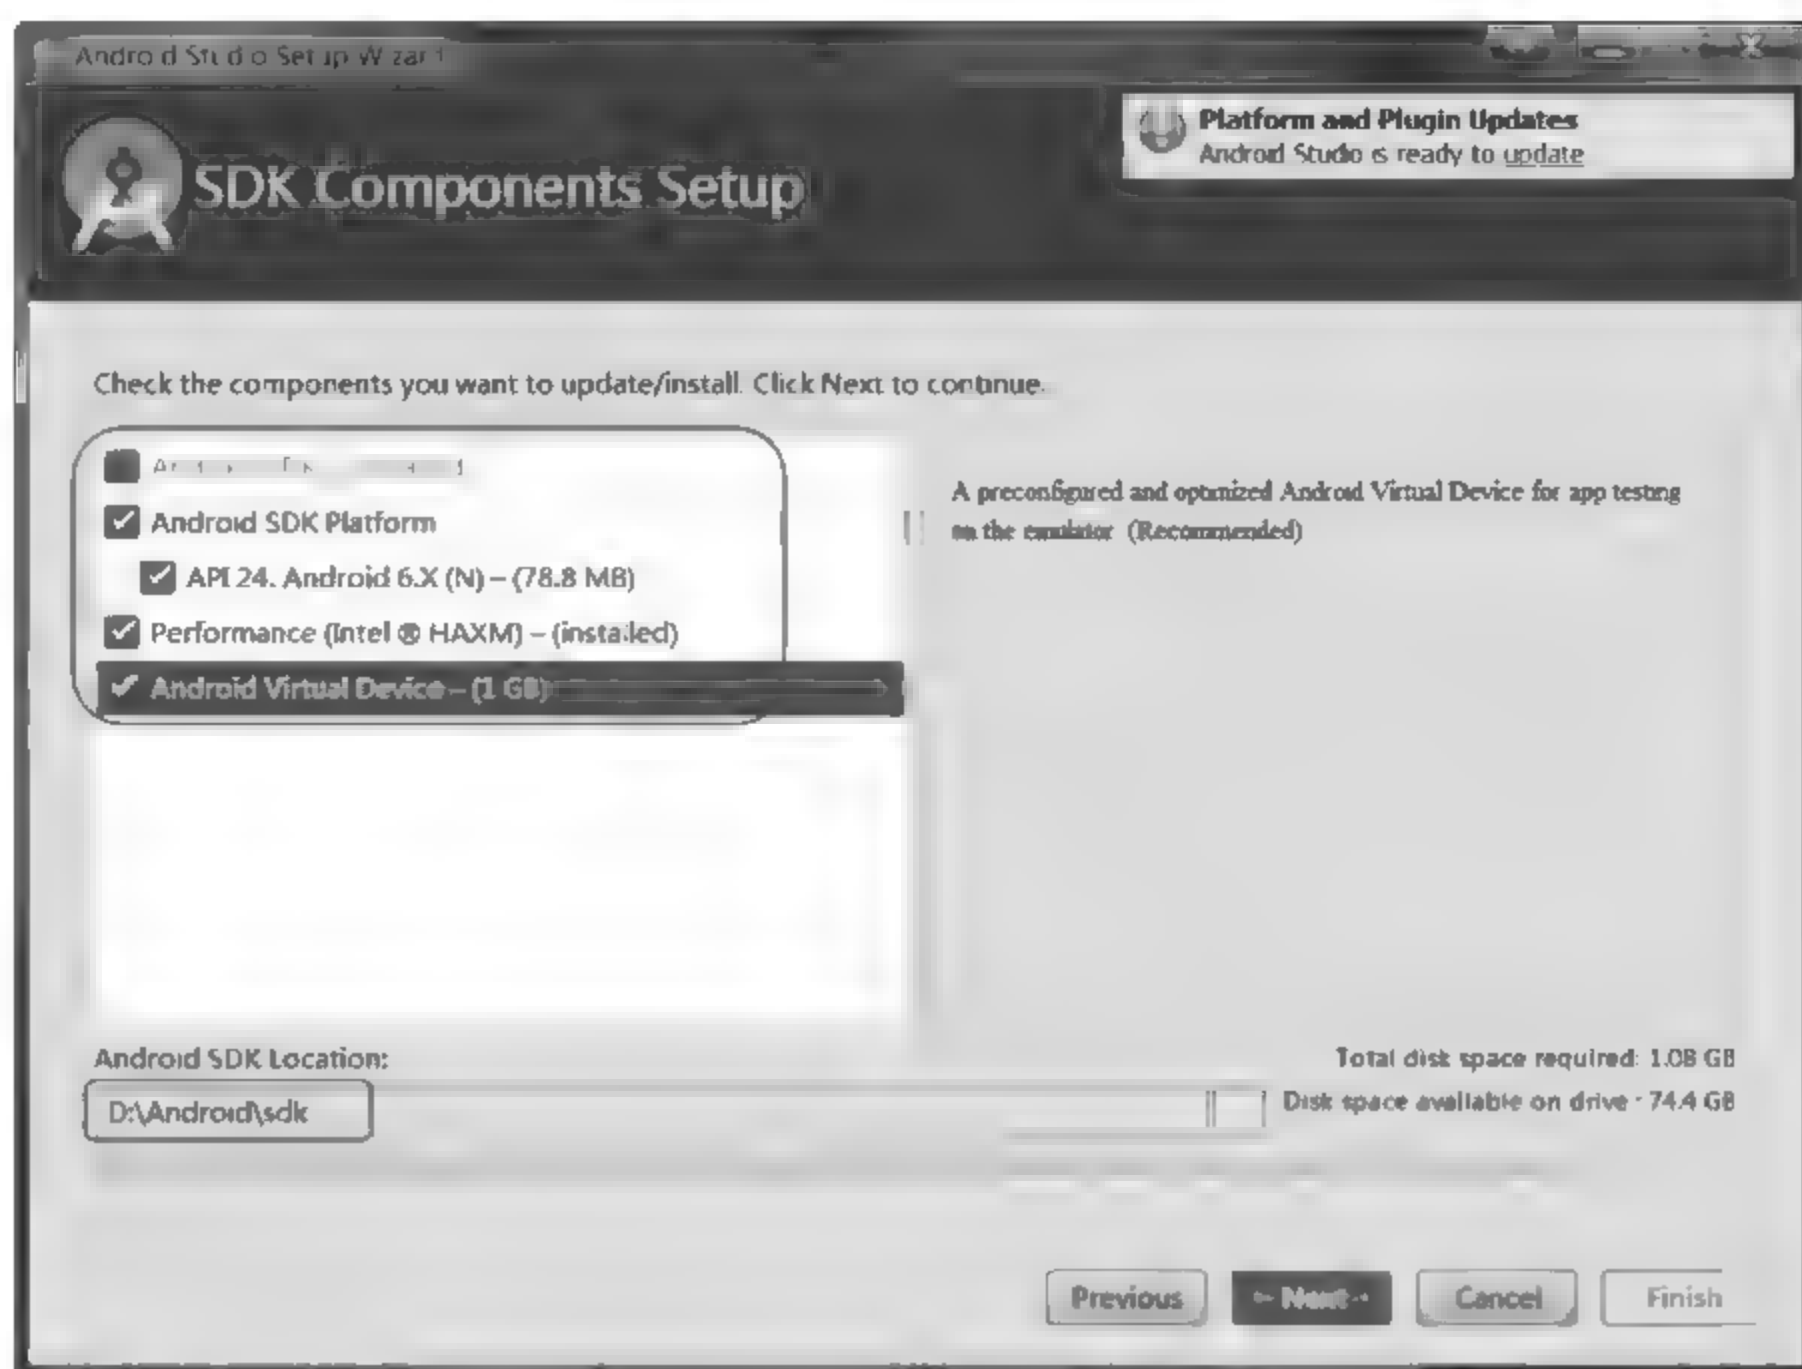 Android Studio Setup Wizard
Platform and Plugin Updates
Android Studio is ready to update
SDK Components Setup
Check the components you want to update/install. Click Next to continue.
Android SDK Platform
API 24. Android 6.X (N) – (78.8 MB)
Performance (Intel ® HAXM) – (installed)
Android Virtual Device – (1 GB)
A preconfigured and optimized Android Virtual Device for app testing
on the emulator (Recommended)
Android SDK Location:
D:\Android\sdk
Total disk space required: 1.08 GB
Disk space available on drive : 74.4 GB
Previous
Next
Cancel
Finish